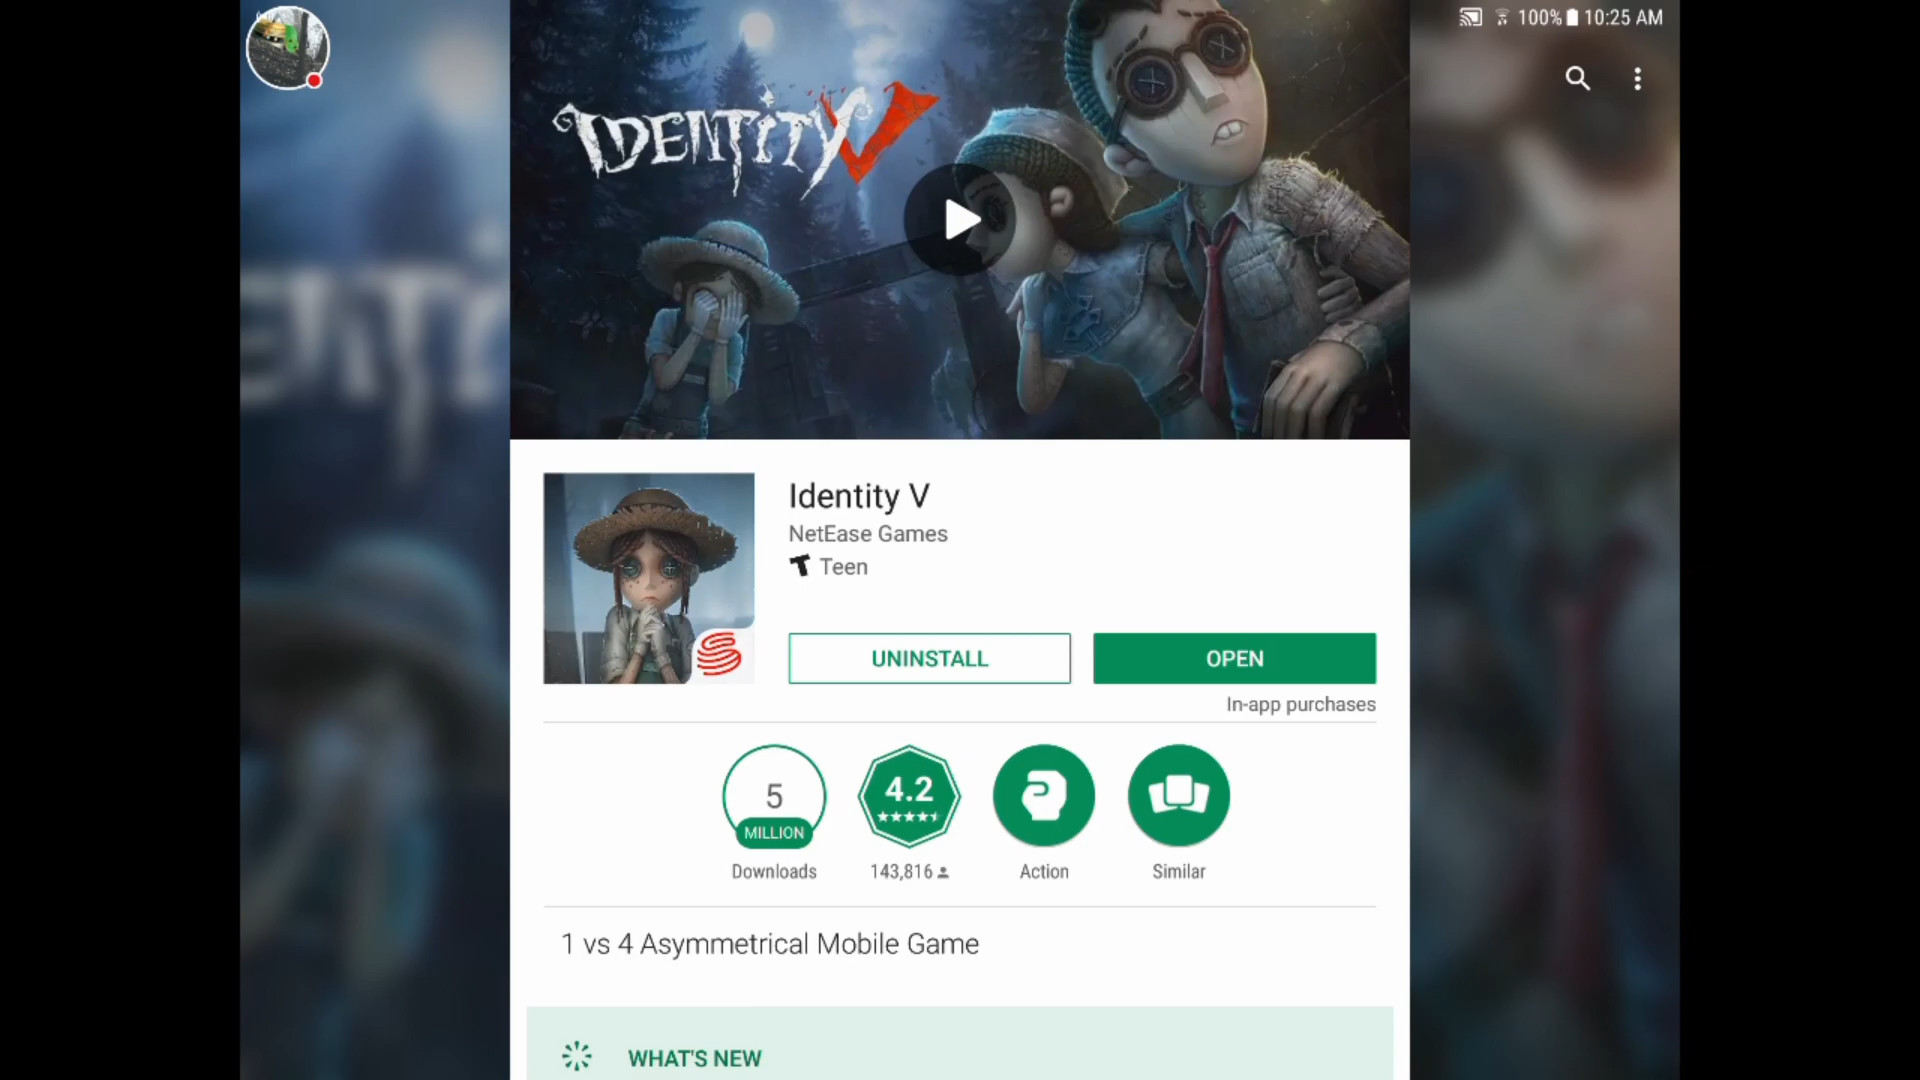 100% 10:25 AM
IDENTITY V
Identity V
NetEase Games
T Teen
UNINSTALL
OPEN
In-app purchases
5
MILLION
Downloads
4.2
143,816
Action
Similar
1 vs 4 Asymmetrical Mobile Game
WHAT'S NEW